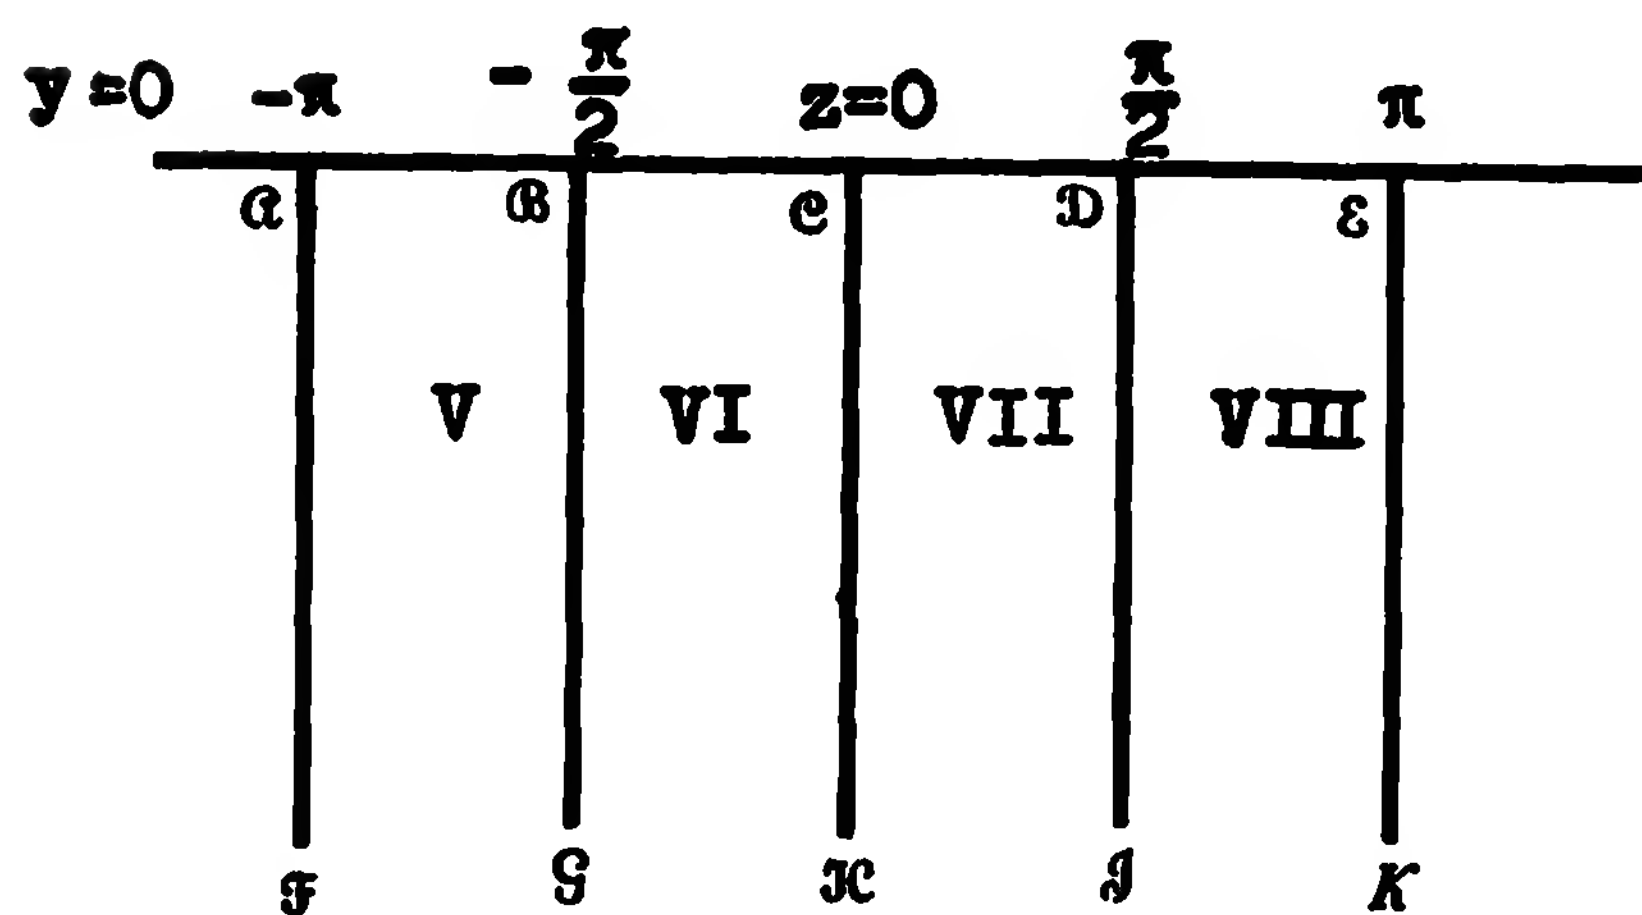 y=0 -π -π/2 z=0 π/2 π
A B C D E
V VI VII VIII
F G H I K